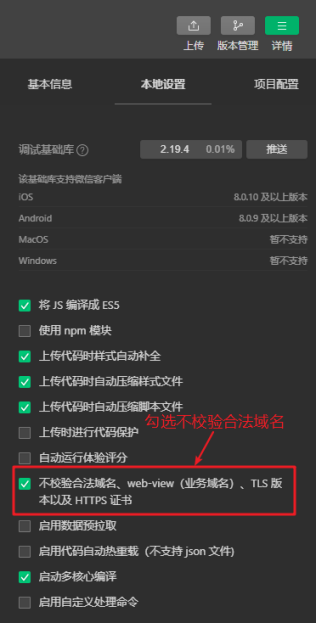 上传 版本管理 详情
基本信息 本地设置 项目配置
调试基础库 ? 2.19.4 0.01% 推送
该基础库支持微信客户端
iOS 8.0.10 及以上版本
Android 8.0.9 及以上版本
MacOS 暂不支持
Windows 暂不支持
将 JS 编译成 ES5
使用 npm 模块
上传代码时样式自动补全
上传代码时自动压缩样式文件
上传代码时自动压缩脚本文件
勾选不校验合法域名
上传时进行代码保护
自动运行体验评分
不校验合法域名、web-view（业务域名）、TLS 版
本以及 HTTPS 证书
启用数据预拉取
启用代码自动热重载（不支持 json 文件)
启动多核心编译
启用自定义处理命令